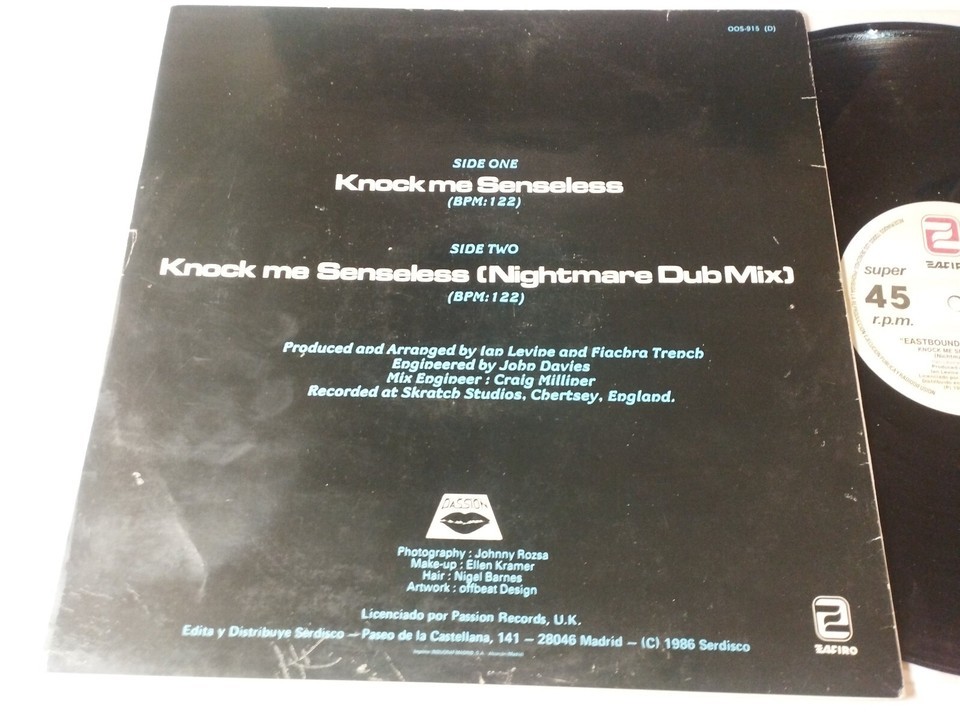 OOS-915 (D)
SIDE ONE
Knock me Senseless
(BPM:122)
SIDE TWO
Knock me Senseless (Nightmare Dub Mix)
(BPM:122)
Produced and Arranged by Ian Levine and Fiachra Trench
Engineered by John Davies
Mix Engineer : Craig Milliner
Recorded at Skratch Studios, Chertsey, England.
PASSION
Photography : Johnny Rozsa
Make-up : Ellen Kramer
Hair : Nigel Barnes
Artwork : offbeat Design
Licenciado por Passion Records, U.K.
Edita y Distribuye Serdisco – Paseo de la Castellana, 141 – 28046 Madrid – (C) 1986 Serdisco
ZAFIRO
ZAFIRO
super
45
r.p.m.
"EASTBOUND
KNOCK ME SE